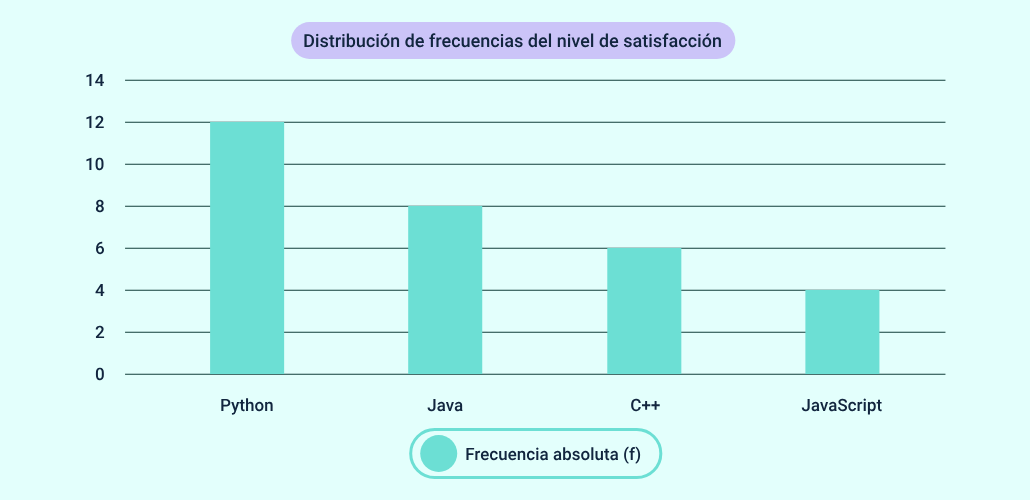 Distribución de frecuencias del nivel de satisfacción
14
12
10
8
6
4
2
0
Python Java C++ JavaScript
Frecuencia absoluta (f)